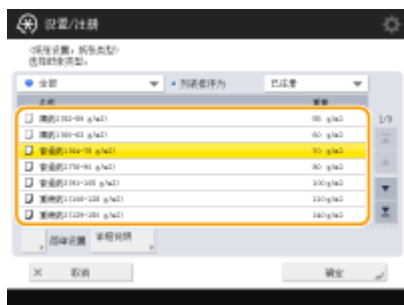 设置/注册
<纸张设置：纸张类型>
选择纸张类型。
全部
列表排序为
已注册
名称
重量
薄纸2(52-59 g/m2)
55 g/m2
薄纸1(60-63 g/m2)
60 g/m2
普通纸1(64-75 g/m2)
70 g/m2
普通纸2(76-90 g/m2)
80 g/m2
普通纸3(91-105 g/m2)
100 g/m2
重磅纸1(106-128 g/m2)
110 g/m2
重磅纸2(129-150 g/m2)
140 g/m2
1/9
简单设置
详细说明
取消
确定